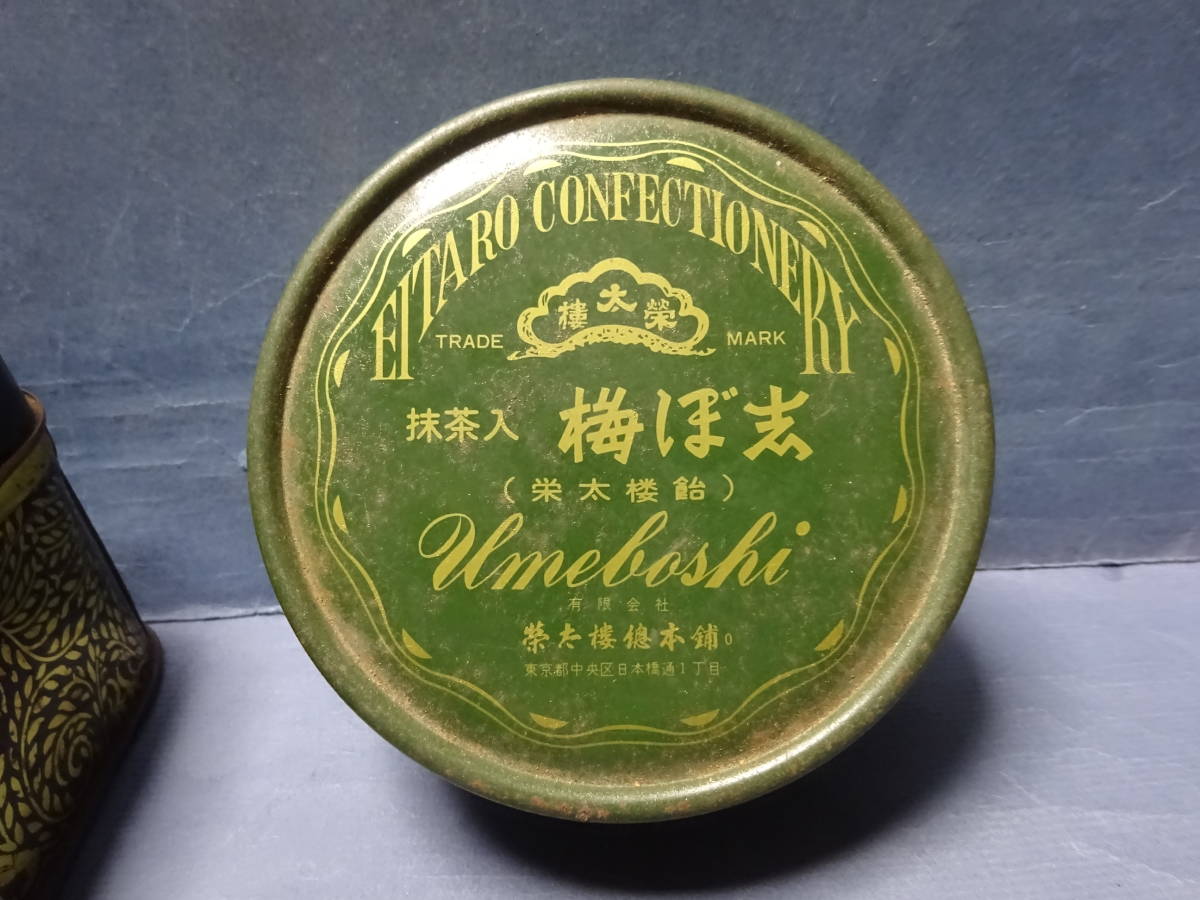 EITARO CONFECTIONERY
榮太樓
TRADE MARK
抹茶入 梅ぼ志
(栄太楼飴)
Umeboshi
有限会社
榮太樓總本鋪 0
東京都中央区日本橋通1丁目